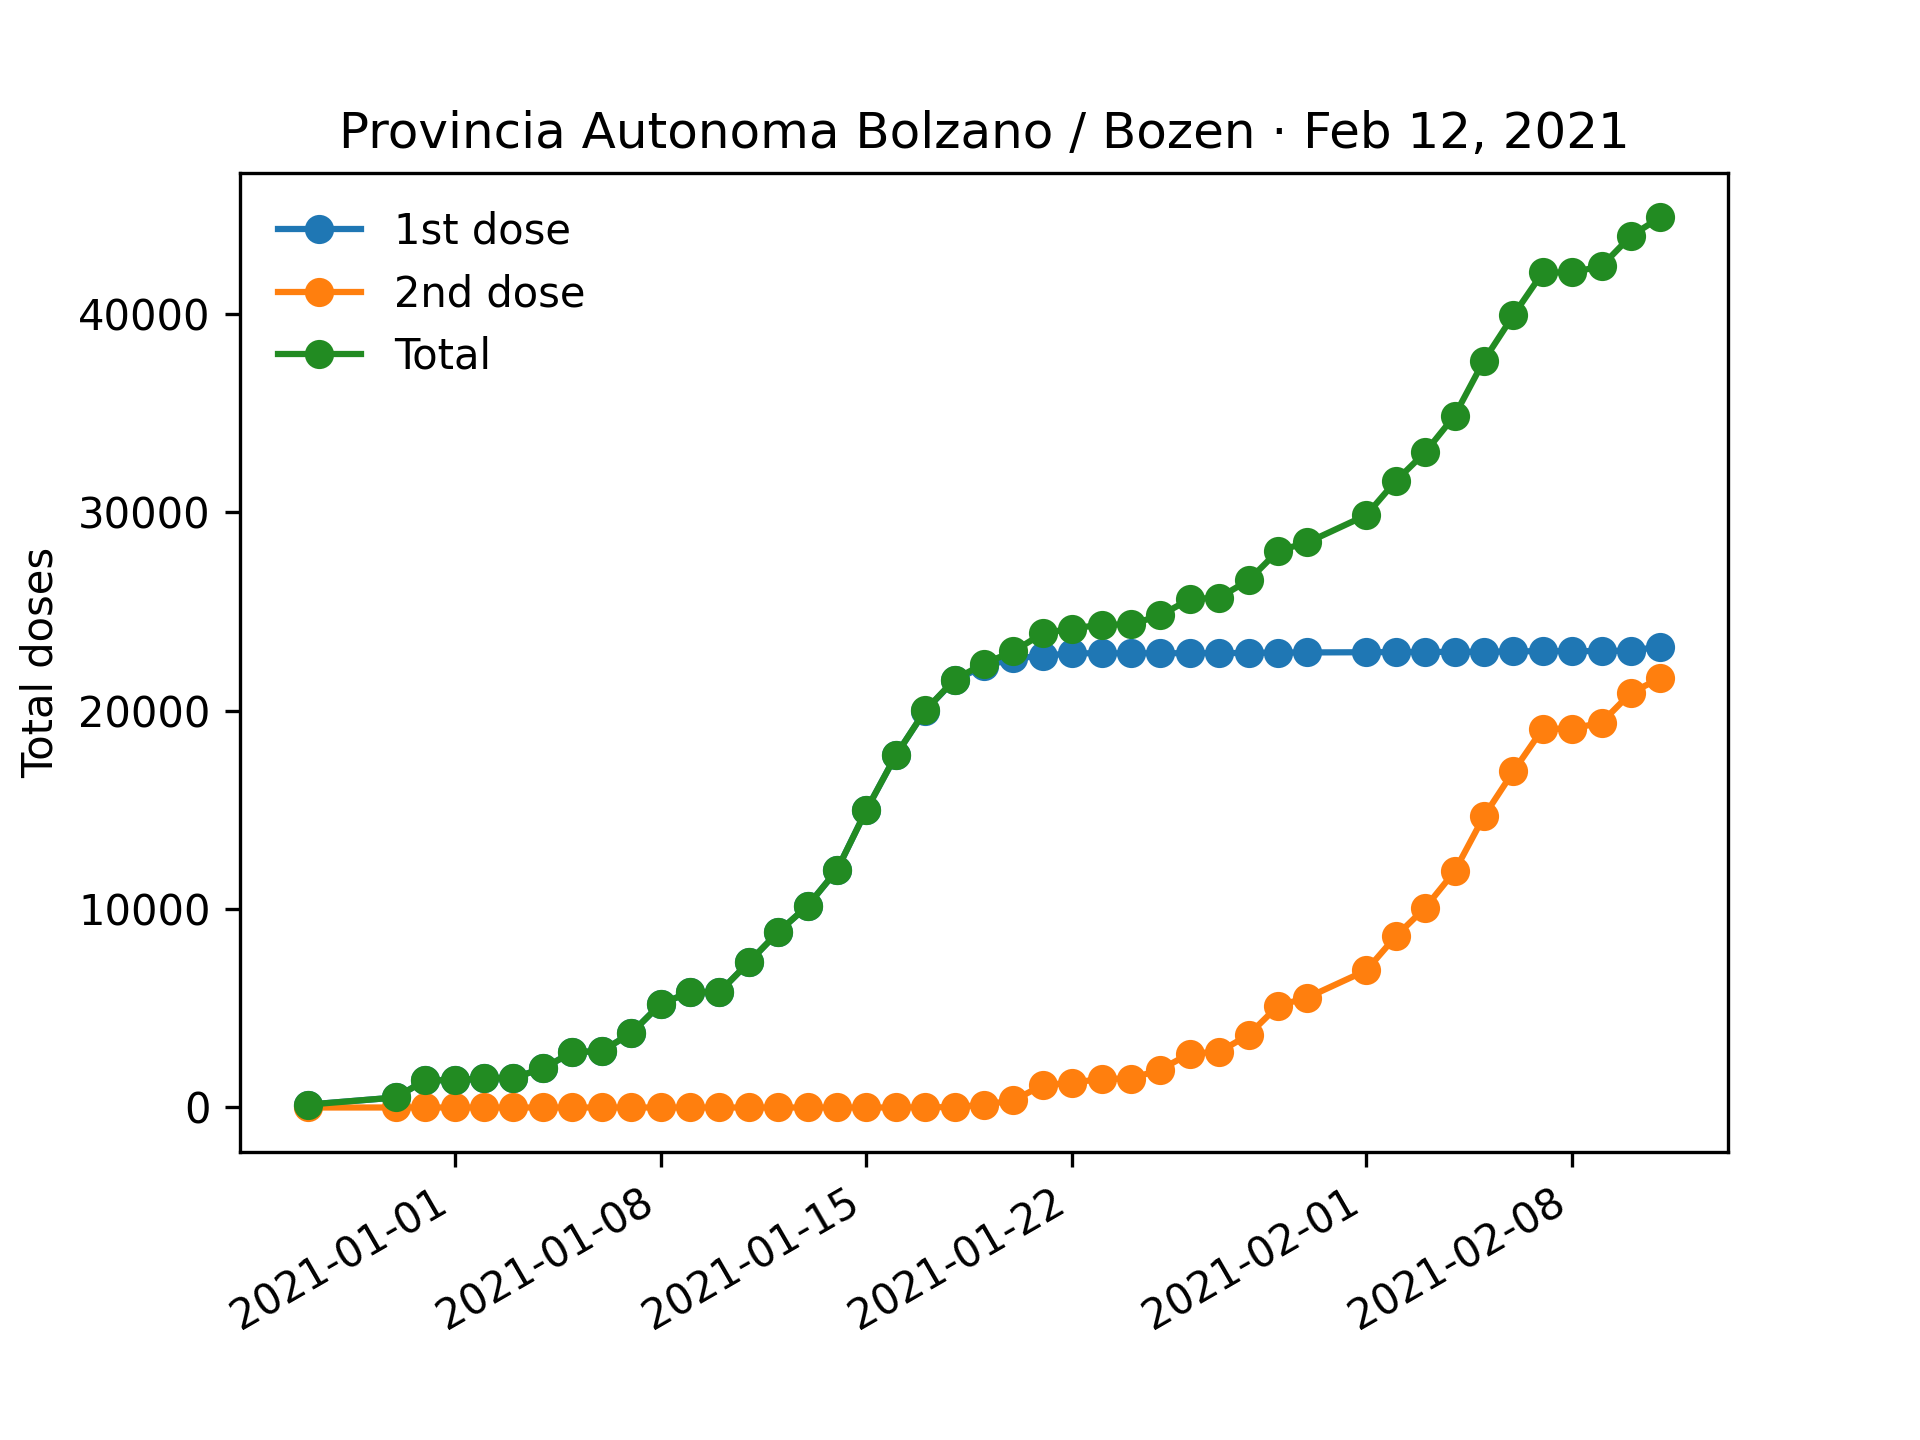 Provincia Autonoma Bolzano / Bozen · Feb 12, 2021
1st dose
2nd dose
Total
Total doses
40000
30000
20000
10000
0
2021-01-01
2021-01-08
2021-01-15
2021-01-22
2021-02-01
2021-02-08